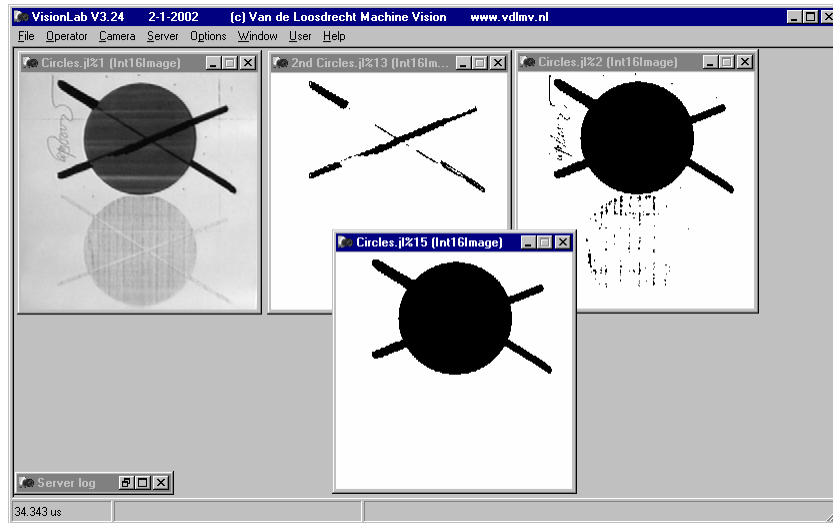 VisionLab V3.24 2-1-2002 (c) Van de Loosdrecht Machine Vision www.vdlmv.nl
File Operator Camera Server Options Window User Help
Circles.jl%1 (Int16Image)
2nd Circles.jl%13 (Int16Im...
Circles.jl%2 (Int16Image)
Circles.jl%15 (Int16Image)
Server log
34.343 us